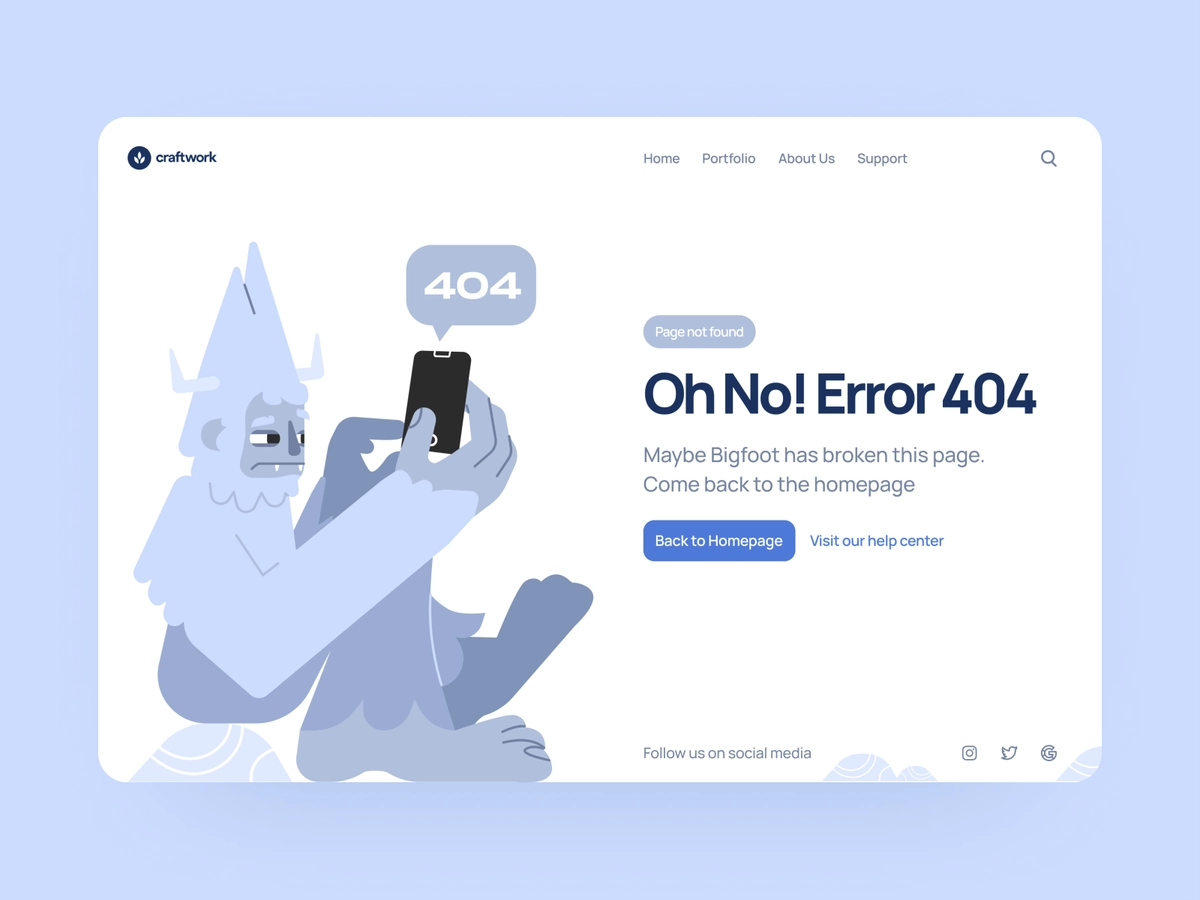 craftwork
Home Portfolio About Us Support
404
Page not found
Oh No! Error 404
Maybe Bigfoot has broken this page.
Come back to the homepage
Back to Homepage Visit our help center
Follow us on social media